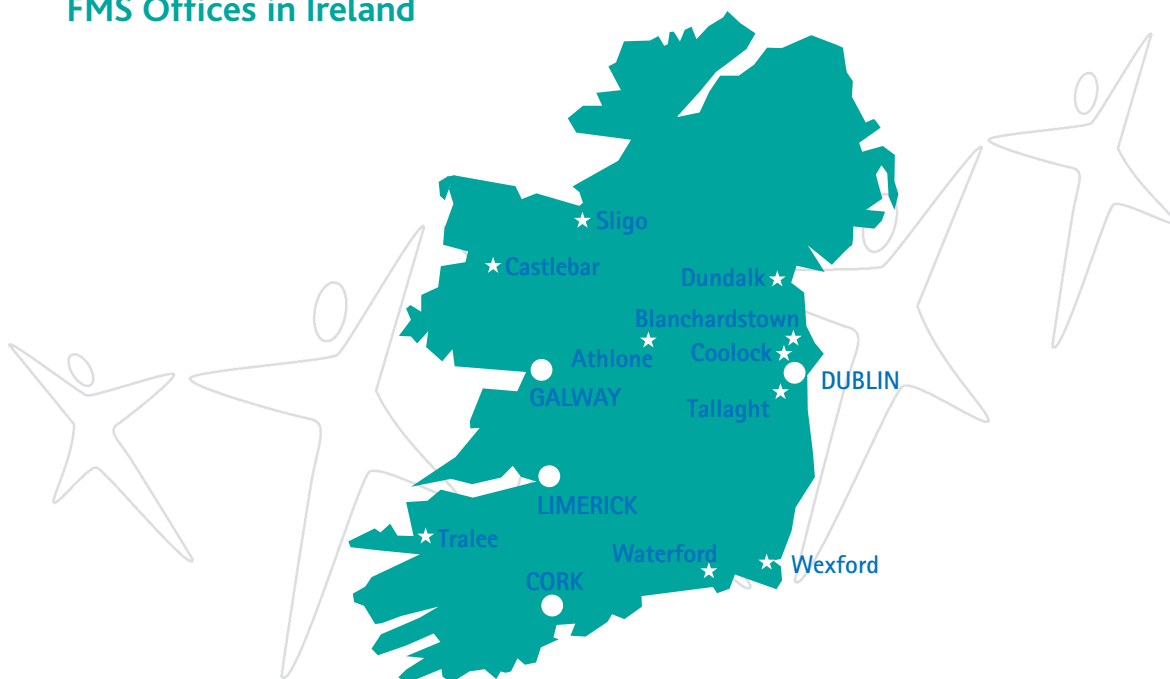 FMS Offices in Ireland
Sligo
Castlebar
Dundalk
Blanchardstown
Coolock
Athlone
DUBLIN
GALWAY
Tallaght
LIMERICK
Tralee
Waterford
Wexford
CORK